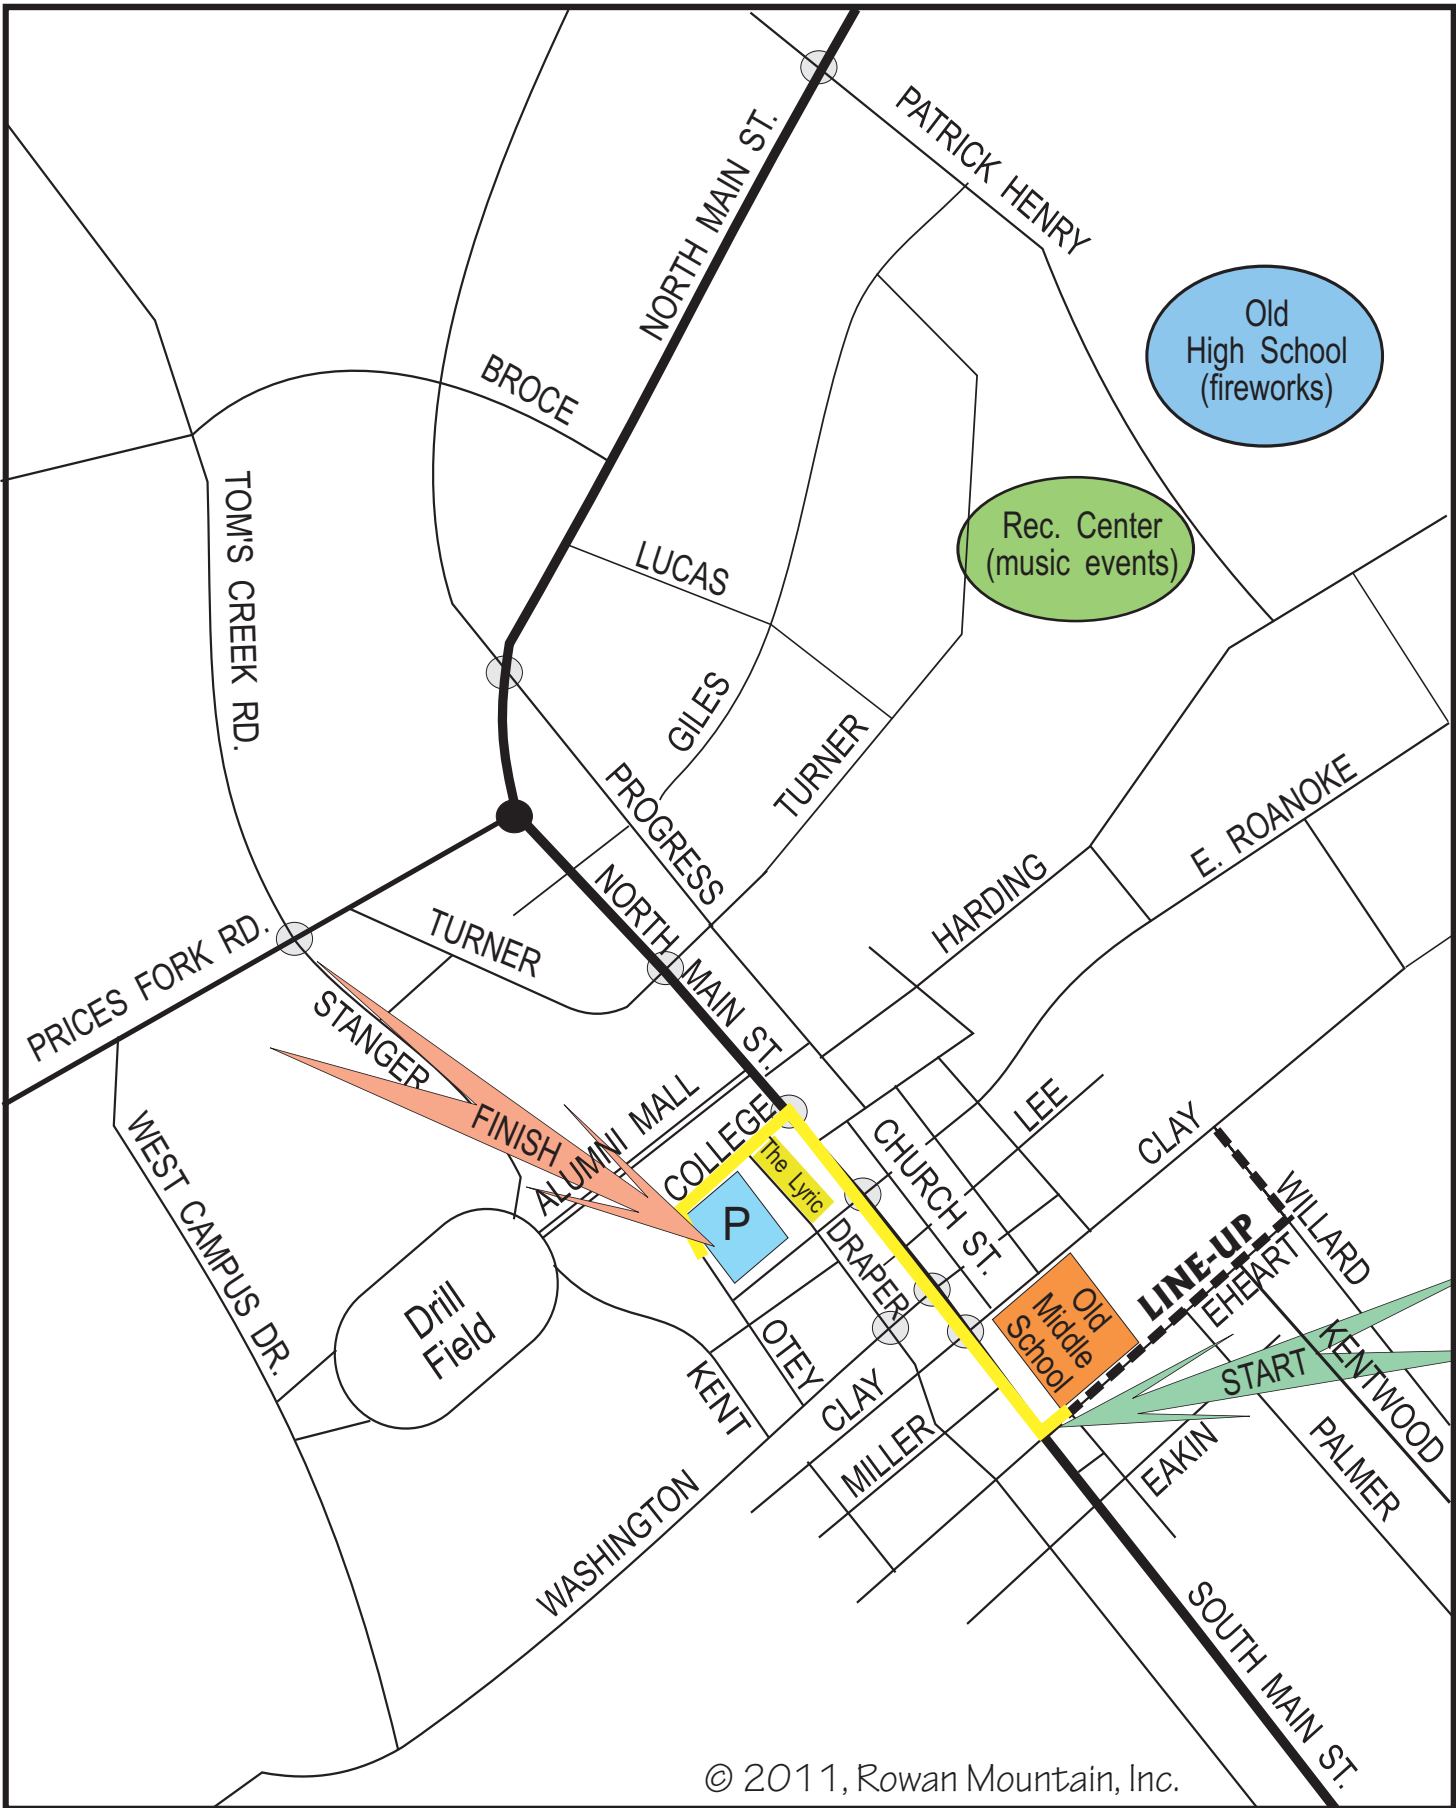 PATRICK HENRY
NORTH MAIN ST.
Old
High School
(fireworks)
BROCE
TOM'S CREEK RD.
Rec. Center
(music events)
LUCAS
GILES
TURNER
PROGRESS
E. ROANOKE
HARDING
NORTH MAIN ST.
TURNER
PRICES FORK RD.
STANGER
FINISH
ALUMNI MALL
COLLEGE
LEE
CLAY
CHURCH ST.
WEST CAMPUS DR.
The Lyric
P
DRAPER
WILLARD
LINE-UP
EHEART
Drill
Field
Old
Middle
School
OTEY
KENT
START
KENTWOOD
CLAY
MILLER
EAKIN
PALMER
WASHINGTON
SOUTH MAIN ST.
© 2011, Rowan Mountain, Inc.